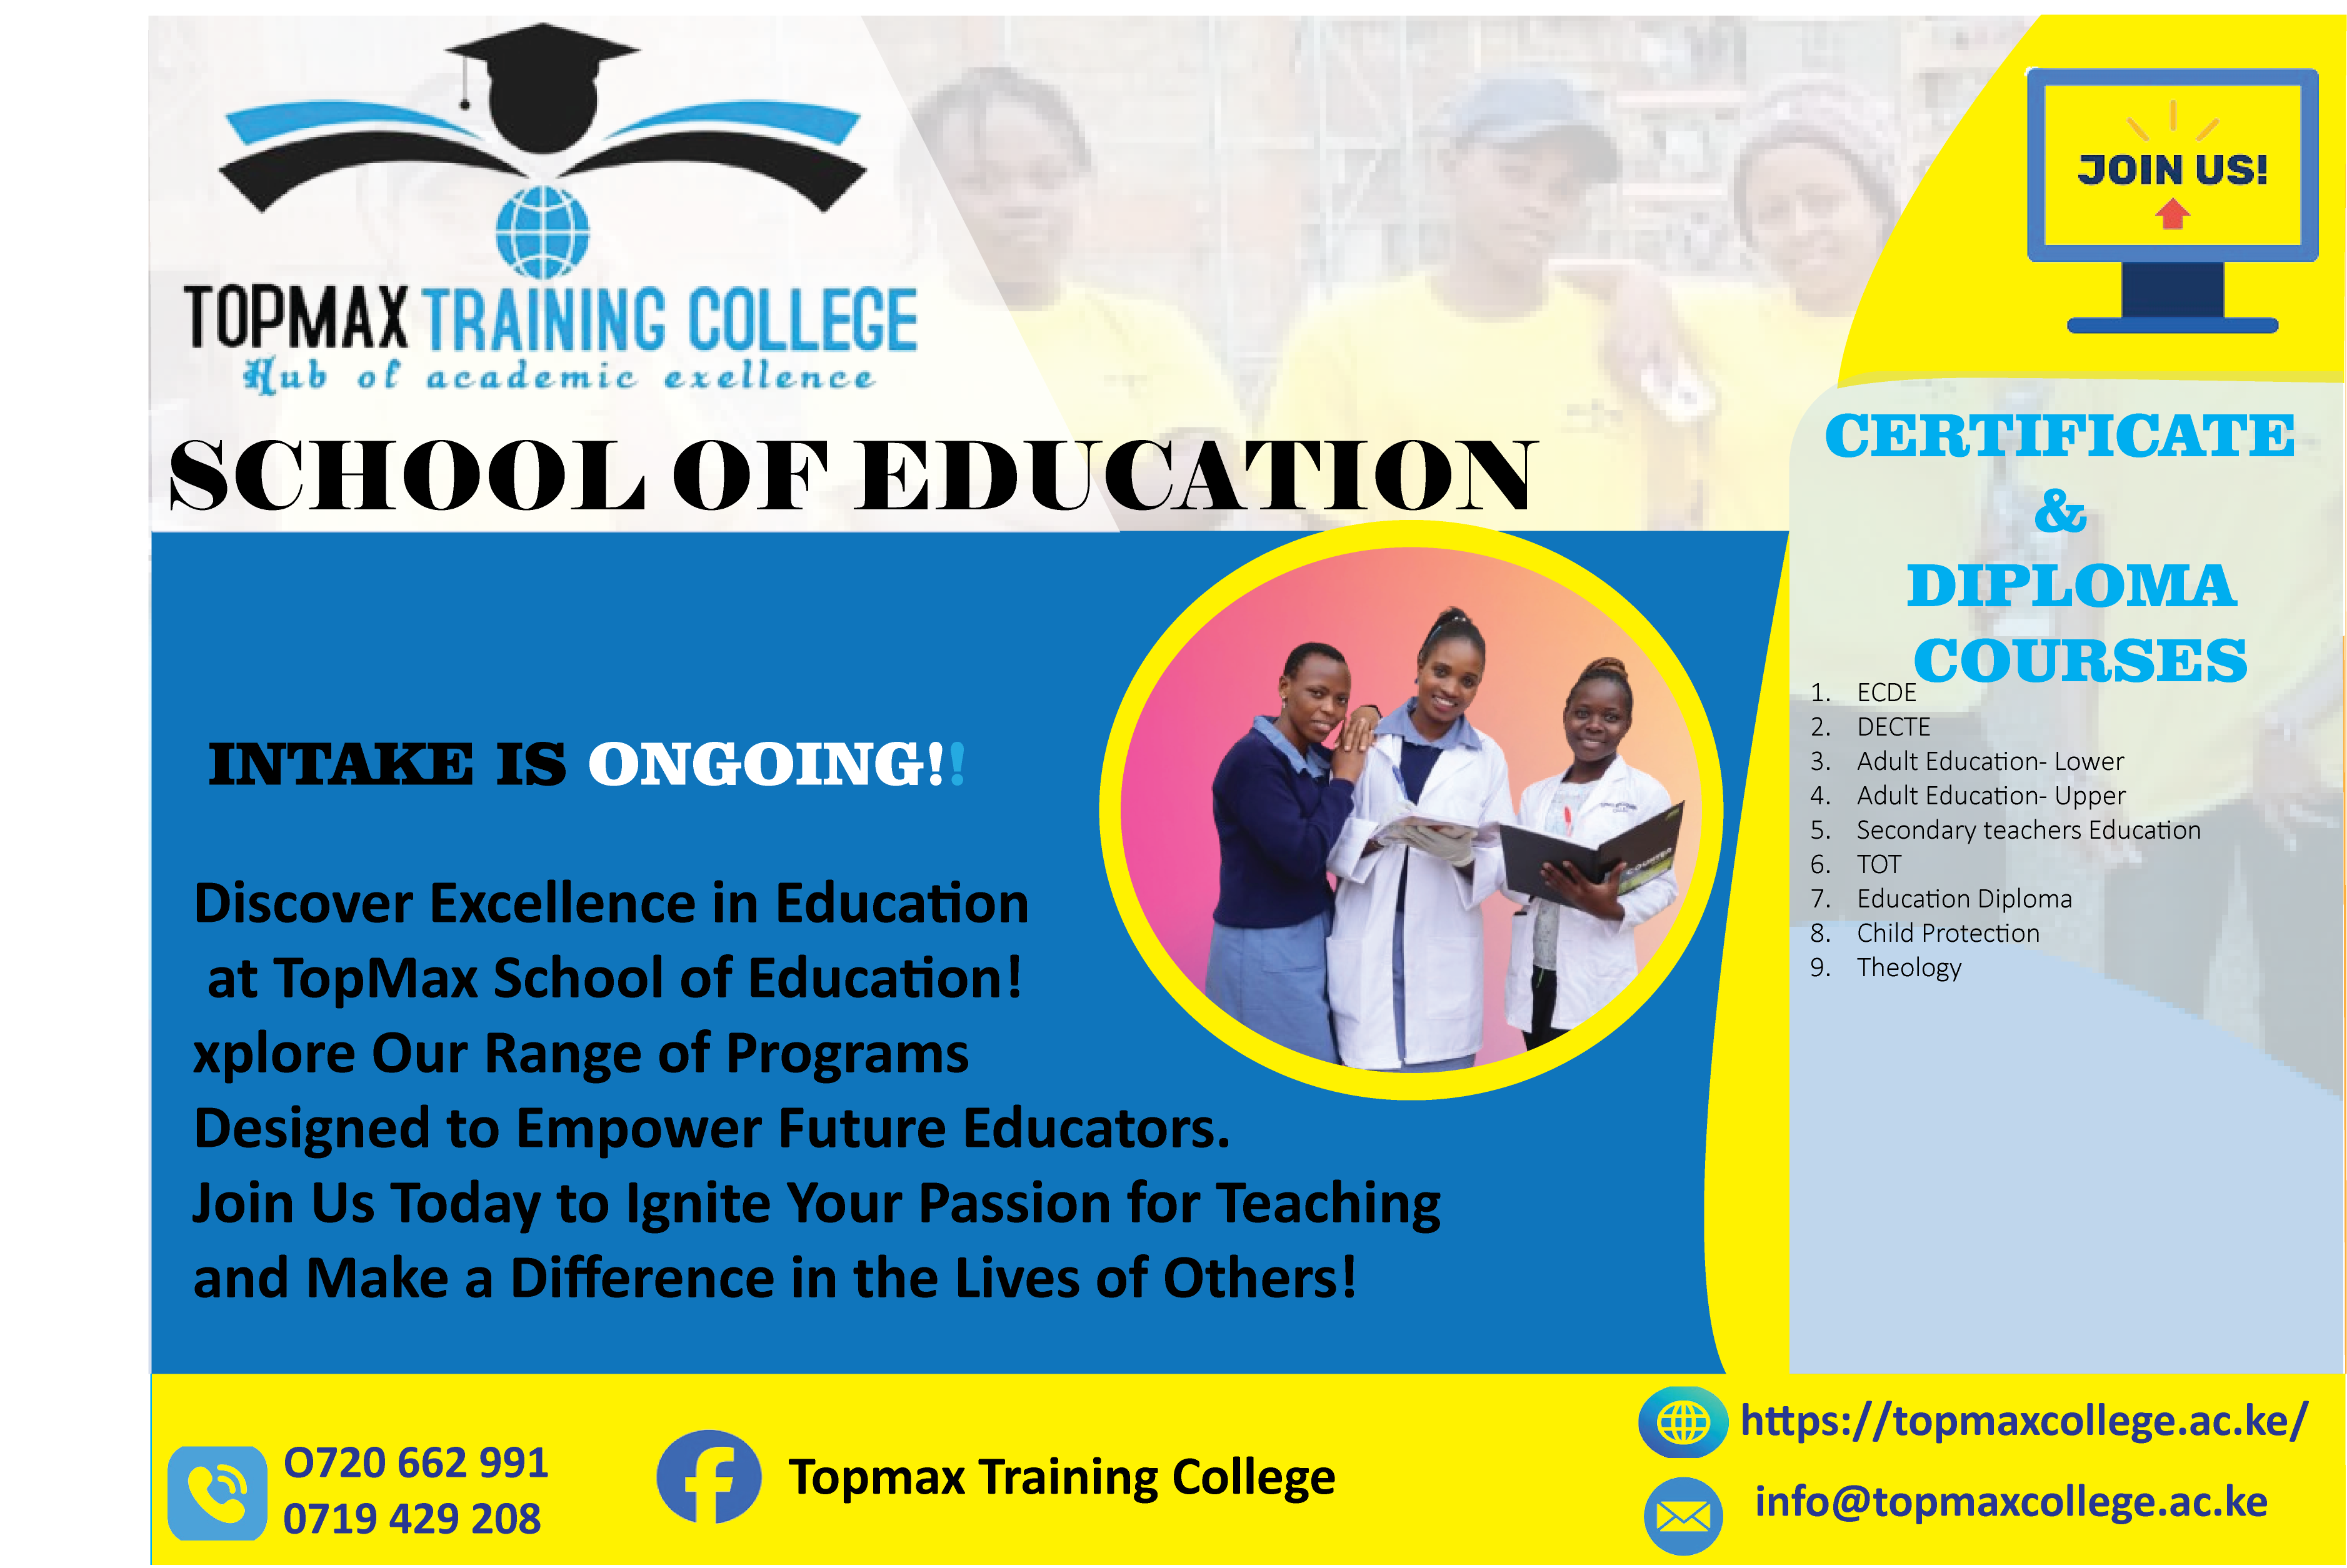 TOPMAX TRAINING COLLEGE
Hub of academic exellence
SCHOOL OF EDUCATION
JOIN US!
CERTIFICATE
&
DIPLOMA
COURSES
1. ECDE
2. DECTE
3. Adult Education- Lower
4. Adult Education- Upper
5. Secondary teachers Education
6. TOT
7. Education Diploma
8. Child Protection
9. Theology
INTAKE IS ONGOING!!
Discover Excellence in Education
at TopMax School of Education!
xplore Our Range of Programs
Designed to Empower Future Educators.
Join Us Today to Ignite Your Passion for Teaching
and Make a Difference in the Lives of Others!
COUNTER
O720 662 991
0719 429 208
Topmax Training College
https://topmaxcollege.ac.ke/
info@topmaxcollege.ac.ke